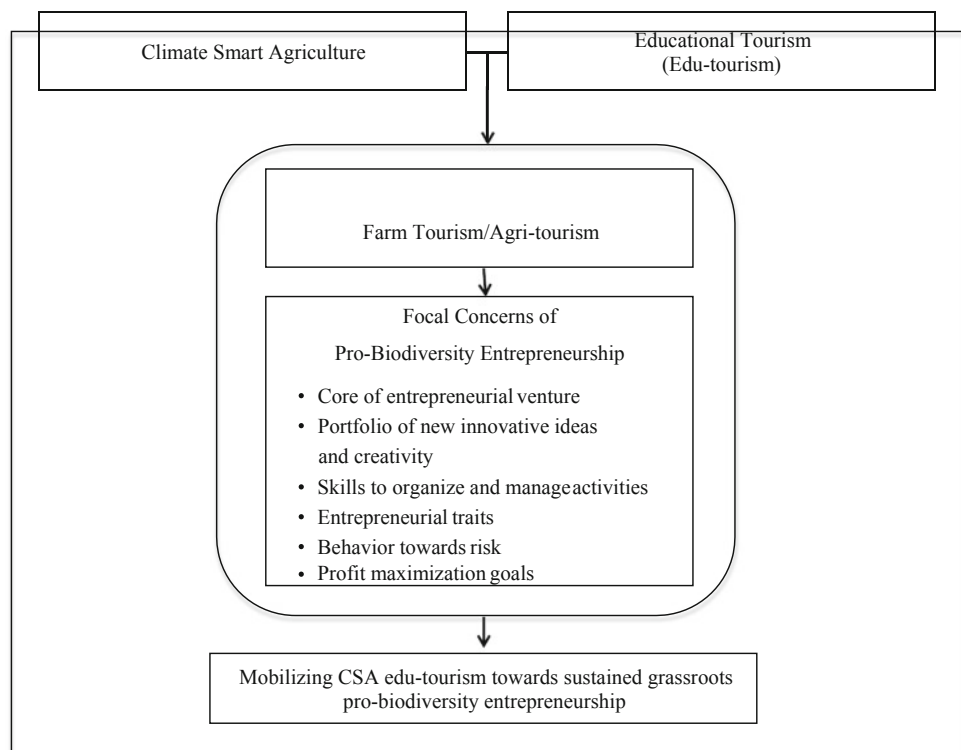 Climate Smart Agriculture
Educational Tourism
(Edu-tourism)
Farm Tourism/Agri-tourism
Focal Concerns of
Pro-Biodiversity Entrepreneurship
• Core of entrepreneurial venture
• Portfolio of new innovative ideas
and creativity
• Skills to organize and manageactivities
• Entrepreneurial traits
• Behavior towards risk
• Profit maximization goals
Mobilizing CSA edu-tourism towards sustained grassroots
pro-biodiversity entrepreneurship